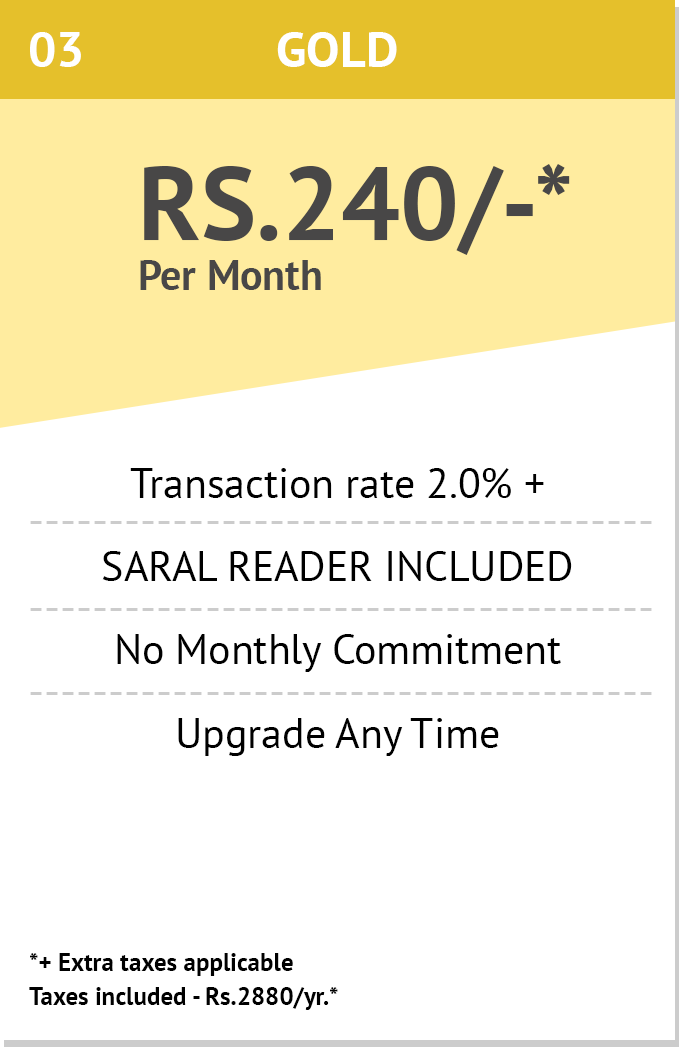 03 GOLD
RS.240/-*
Per Month
Transaction rate 2.0% +
SARAL READER INCLUDED
No Monthly Commitment
Upgrade Any Time
*+ Extra taxes applicable
Taxes included - Rs.2880/yr.*